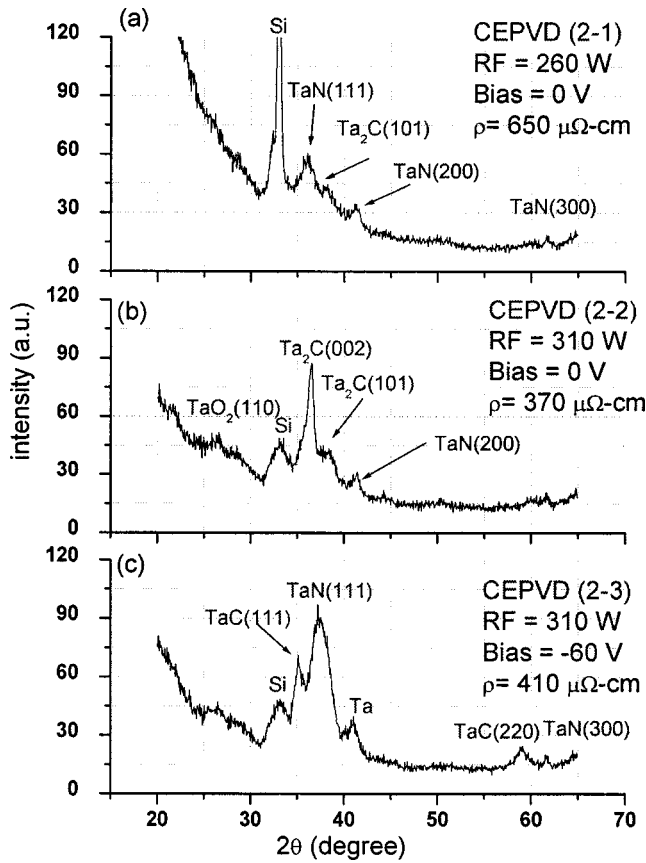 (a)
Si
CEPVD (2-1)
RF = 260 W
Bias = 0 V
ρ= 650 μΩ-cm
TaN(111)
Ta₂C(101)
TaN(200)
TaN(300)
120
90
60
30
0
(b)
CEPVD (2-2)
RF = 310 W
Bias = 0 V
ρ= 370 μΩ-cm
Ta₂C(002)
Ta₂C(101)
TaO₂(110)
Si
TaN(200)
120
90
60
30
0
intensity (a.u.)
(c)
CEPVD (2-3)
RF = 310 W
Bias = -60 V
ρ= 410 μΩ-cm
TaN(111)
TaC(111)
Si
Ta
TaC(220) TaN(300)
120
90
60
30
0
20 30 40 50 60 70
2θ (degree)